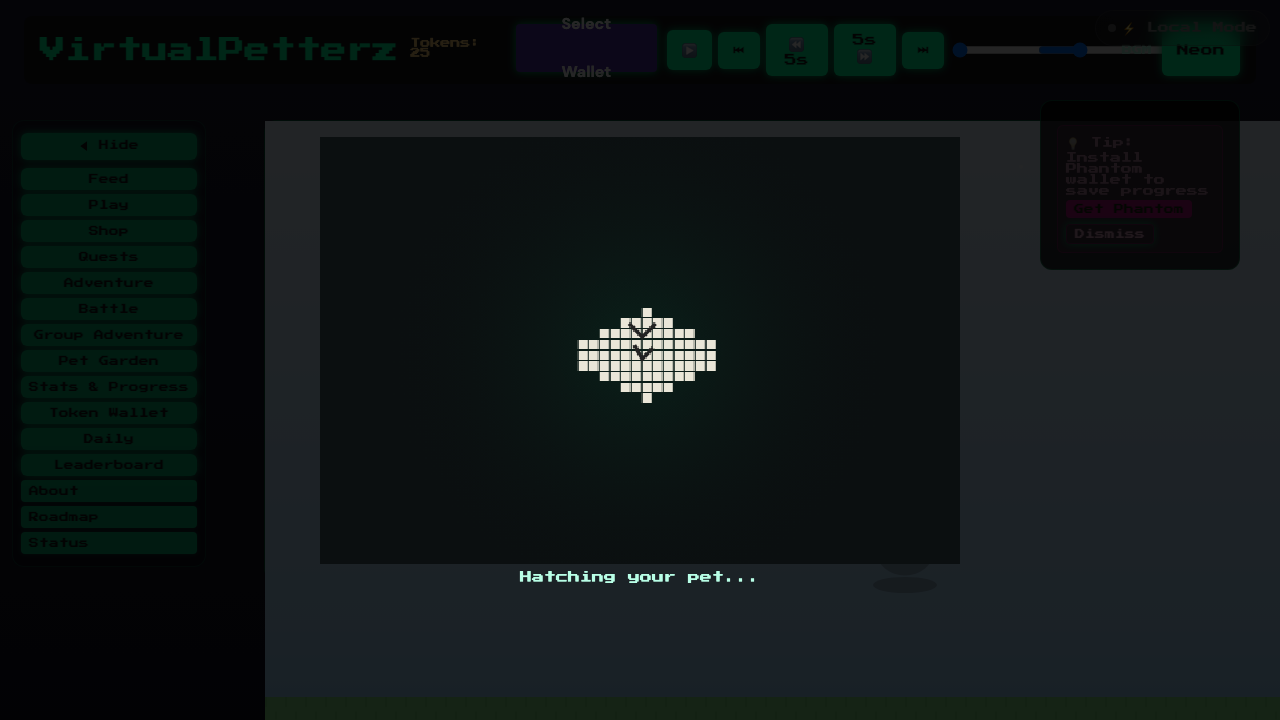 VirtualPetterz
Tokens:
25
Select
Wallet
5s
5s
Local Mode
Neon
Hide
Feed
Play
Shop
Quests
Adventure
Battle
Group Adventure
Pet Garden
Stats & Progress
Token Wallet
Daily
Leaderboard
About
Roadmap
Status
Tip:
Install
Phantom
wallet to
save progress
Get Phantom
Dismiss
Hatching your pet...